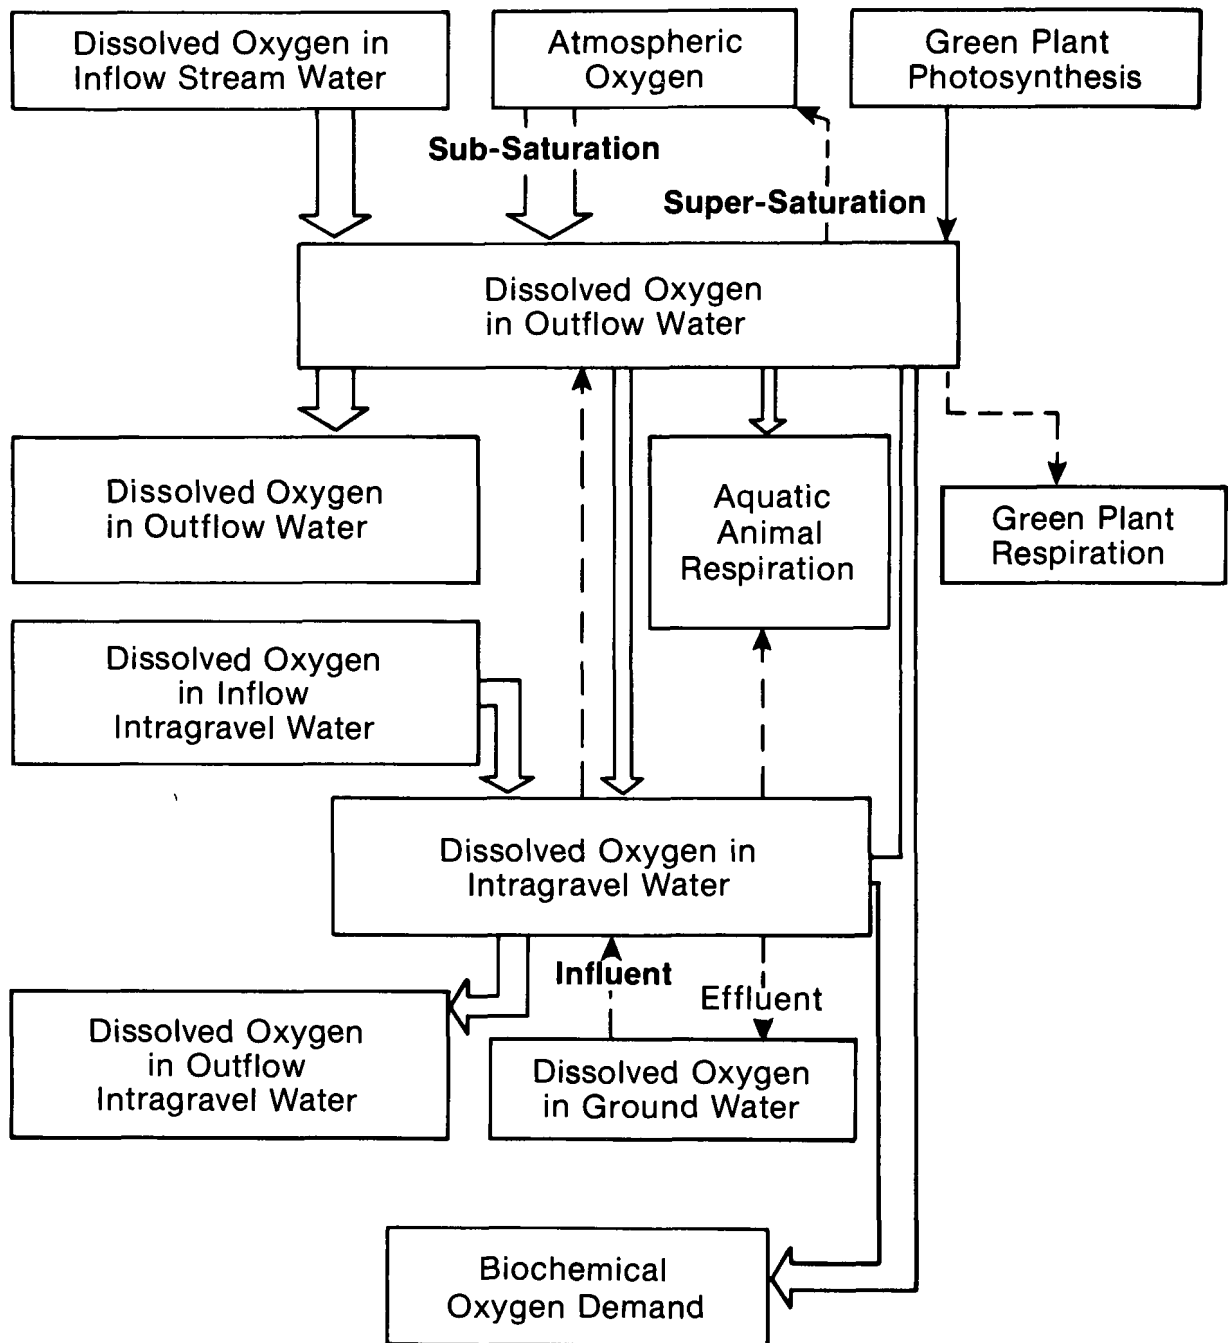 Dissolved Oxygen in
Inflow Stream Water
Atmospheric
Oxygen
Green Plant
Photosynthesis
Sub-Saturation
Super-Saturation
Dissolved Oxygen
in Outflow Water
Dissolved Oxygen
in Outflow Water
Aquatic
Animal
Respiration
Green Plant
Respiration
Dissolved Oxygen
in Inflow
Intragravel Water
Dissolved Oxygen in
Intragravel Water
Influent
Effluent
Dissolved Oxygen
in Outflow
Intragravel Water
Dissolved Oxygen
in Ground Water
Biochemical
Oxygen Demand